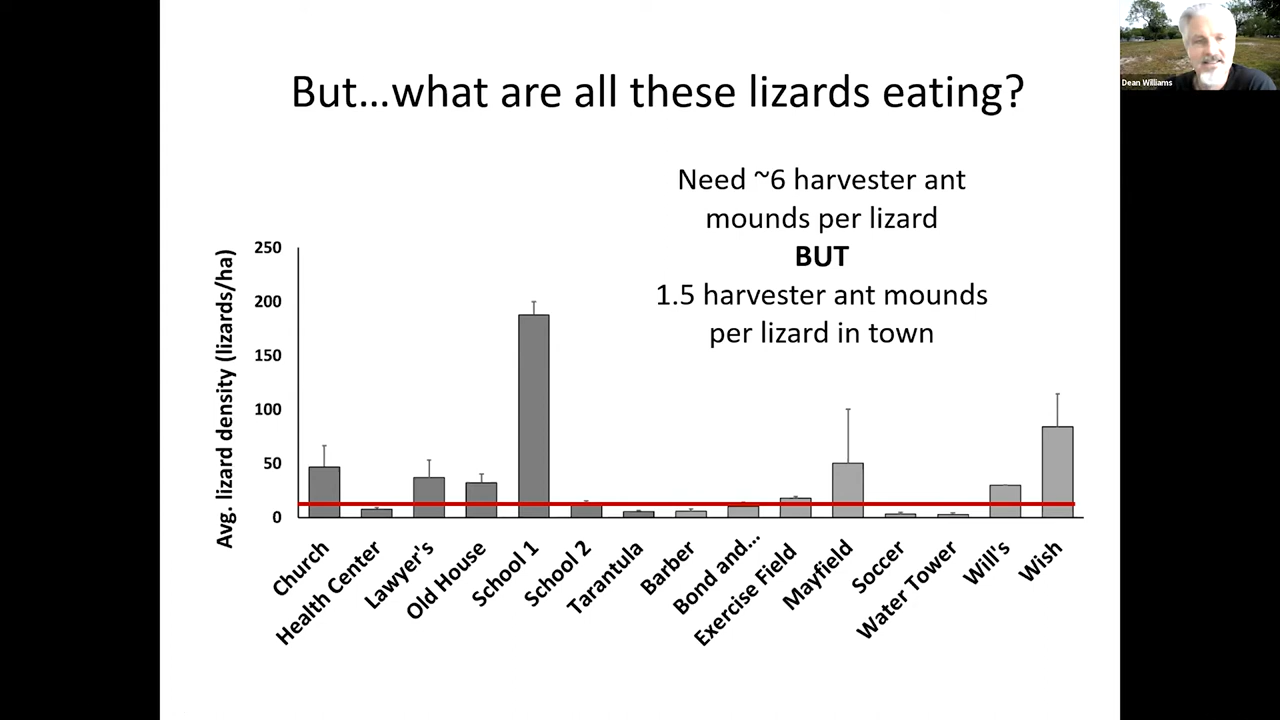 But…what are all these lizards eating?
Dean Williams
Need ~6 harvester ant
mounds per lizard
BUT
1.5 harvester ant mounds
per lizard in town
Avg. lizard density (lizards/ha)
250
200
150
100
50
0
Church
Health Center
Lawyer's
Old House
School 1
School 2
Tarantula
Barber
Bond and…
Exercise Field
Mayfield
Soccer
Water Tower
Will's
Wish